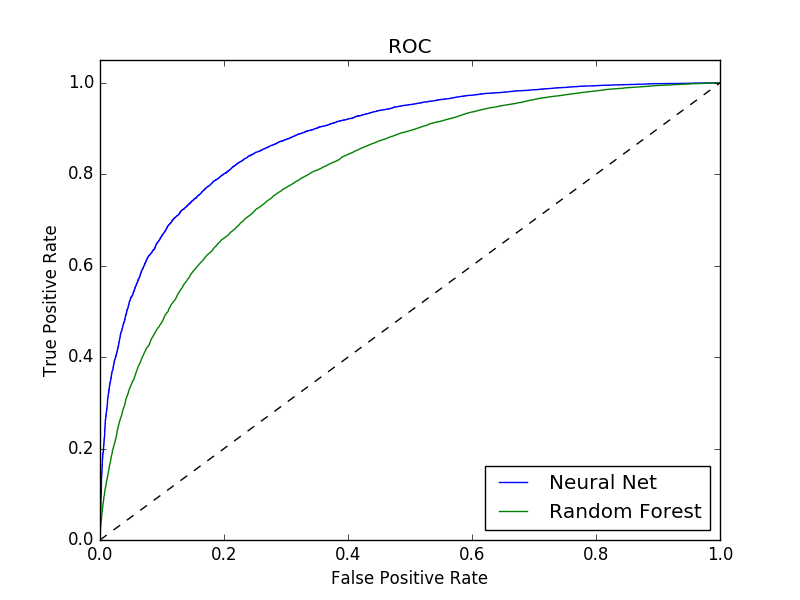 ROC
1.0
0.8
0.6
0.4
0.2
0.0
True Positive Rate
0.0 0.2 0.4 0.6 0.8 1.0
False Positive Rate
Neural Net
Random Forest